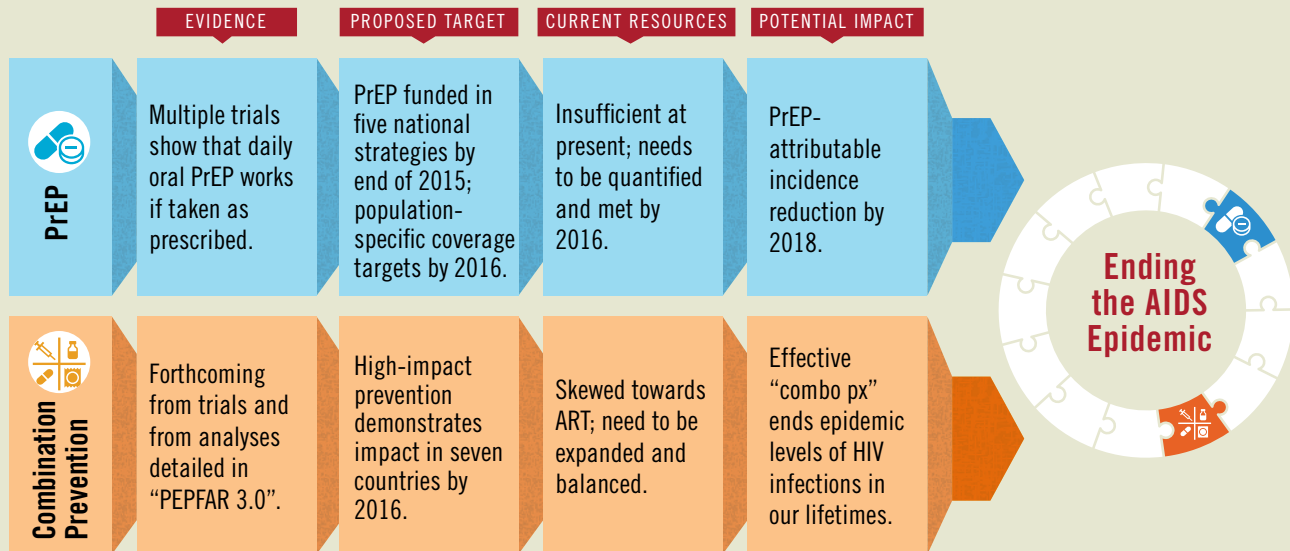 EVIDENCE
PROPOSED TARGET
CURRENT RESOURCES
POTENTIAL IMPACT
PrEP
Multiple trials
show that daily
oral PrEP works
if taken as
prescribed.
PrEP funded in
five national
strategies by
end of 2015;
population-
specific coverage
targets by 2016.
Insufficient at
present; needs
to be quantified
and met by
2016.
PrEP-
attributable
incidence
reduction by
2018.
Combination
Prevention
Forthcoming
from trials and
from analyses
detailed in
“PEPFAR 3.0”.
High-impact
prevention
demonstrates
impact in seven
countries by
2016.
Skewed towards
ART; need to be
expanded and
balanced.
Effective
“combo px”
ends epidemic
levels of HIV
infections in
our lifetimes.
Ending
the AIDS
Epidemic